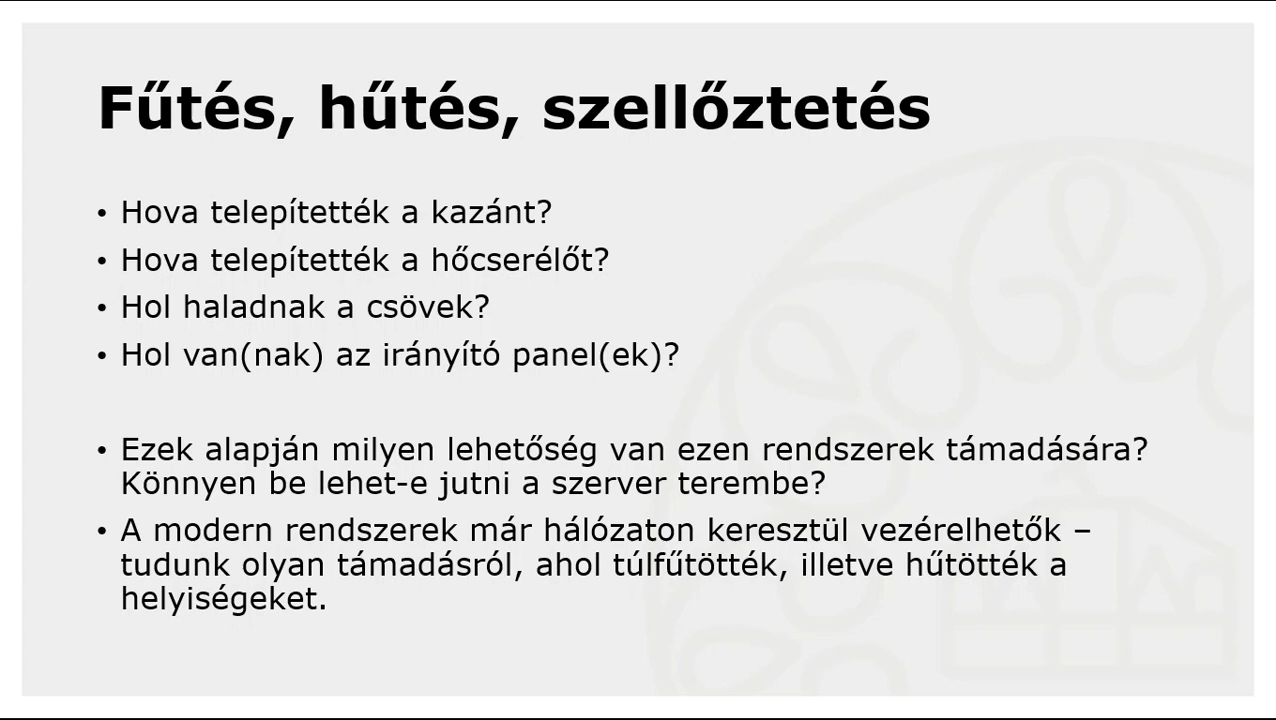 Fűtés, hűtés, szellőztetés
• Hova telepítették a kazánt?
• Hova telepítették a hőcserélőt?
• Hol haladnak a csövek?
• Hol van(nak) az irányító panel(ek)?
• Ezek alapján milyen lehetőség van ezen rendszerek támadására?
Könnyen be lehet-e jutni a szerver terembe?
• A modern rendszerek már hálózaton keresztül vezérelhetők –
tudunk olyan támadásról, ahol túlfűtötték, illetve hűtötték a
helyiségeket.